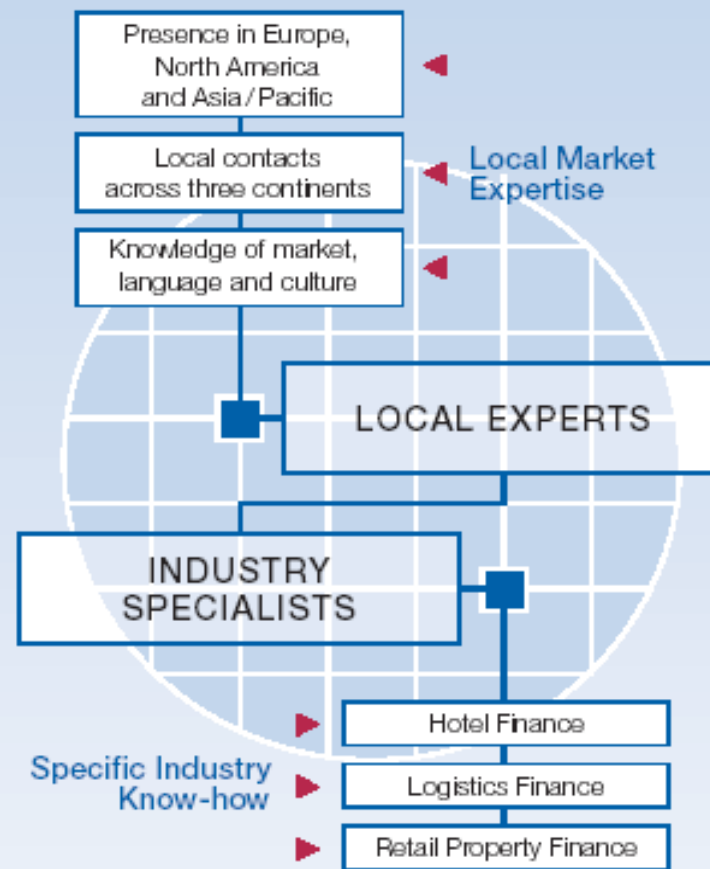 Presence in Europe,
North America
and Asia / Pacific
Local contacts
across three continents
Local Market
Expertise
Knowledge of market,
language and culture
LOCAL EXPERTS
INDUSTRY
SPECIALISTS
Hotel Finance
Specific Industry
Know-how
Logistics Finance
Retail Property Finance